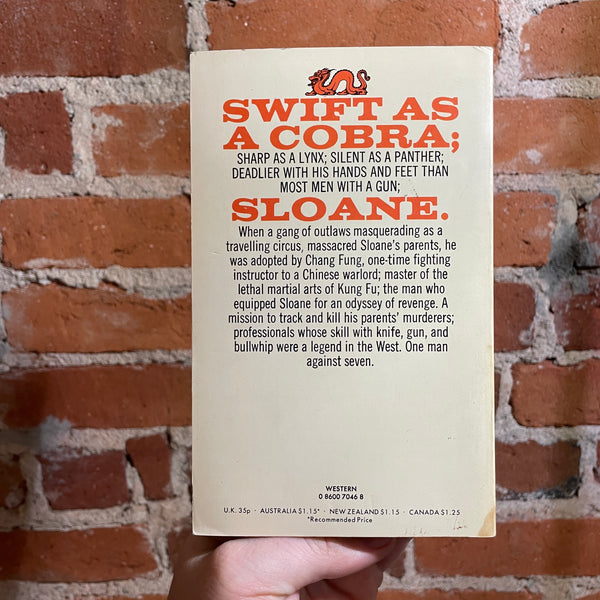 SWIFT AS
A COBRA;
SHARP AS A LYNX; SILENT AS A PANTHER;
DEADLIER WITH HIS HANDS AND FEET THAN
MOST MEN WITH A GUN;
SLOANE.
When a gang of outlaws masquerading as a
travelling circus, massacred Sloane's parents, he
was adopted by Chang Fung, one-time fighting
instructor to a Chinese warlord; master of the
lethal martial arts of Kung Fu; the man who
equipped Sloane for an odyssey of revenge. A
mission to track and kill his parents' murderers;
professionals whose skill with knife, gun, and
bullwhip were a legend in the West. One man
against seven.
WESTERN
0 8600 7046 8
U.K. 35p · AUSTRALIA $1.15* · NEW ZEALAND $1.15 · CANADA $1.25
*Recommended Price